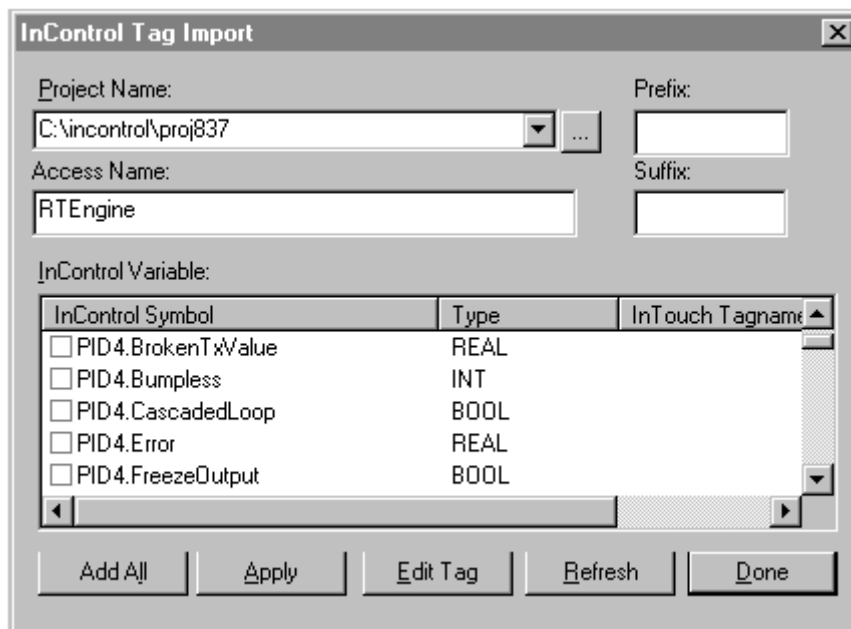 InControl Tag Import
Project Name:
Prefix:
C:\incontrol\proj837
...
Access Name:
Suffix:
RTEngine
InControl Variable:
InControl Symbol Type InTouch Tagname
PID4.BrokenTxValue REAL
PID4.Bumpless INT
PID4.CascadedLoop BOOL
PID4.Error REAL
PID4.FreezeOutput BOOL
Add All Apply Edit Tag Refresh Done